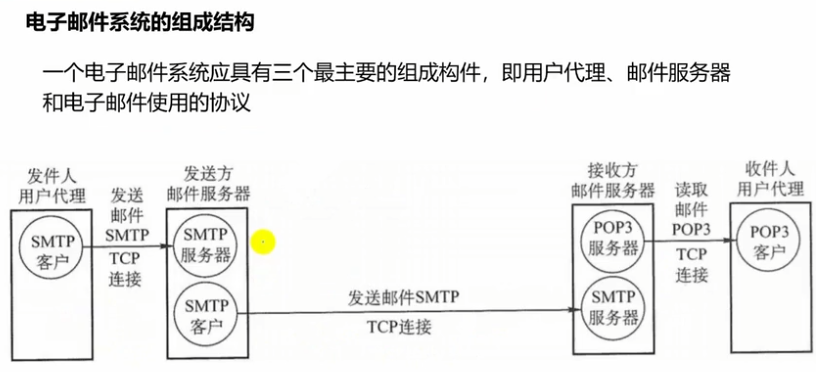 电子邮件系统的组成结构
一个电子邮件系统应具有三个最主要的组成构件，即用户代理、邮件服务器
和电子邮件使用的协议
发件人
用户代理
SMTP
客户
发送
邮件
SMTP
TCP
连接
发送方
邮件服务器
SMTP
服务器
SMTP
客户
发送邮件SMTP
TCP连接
接收方
邮件服务器
POP3
服务器
SMTP
服务器
读取
邮件
POP3
TCP
连接
收件人
用户代理
POP3
客户